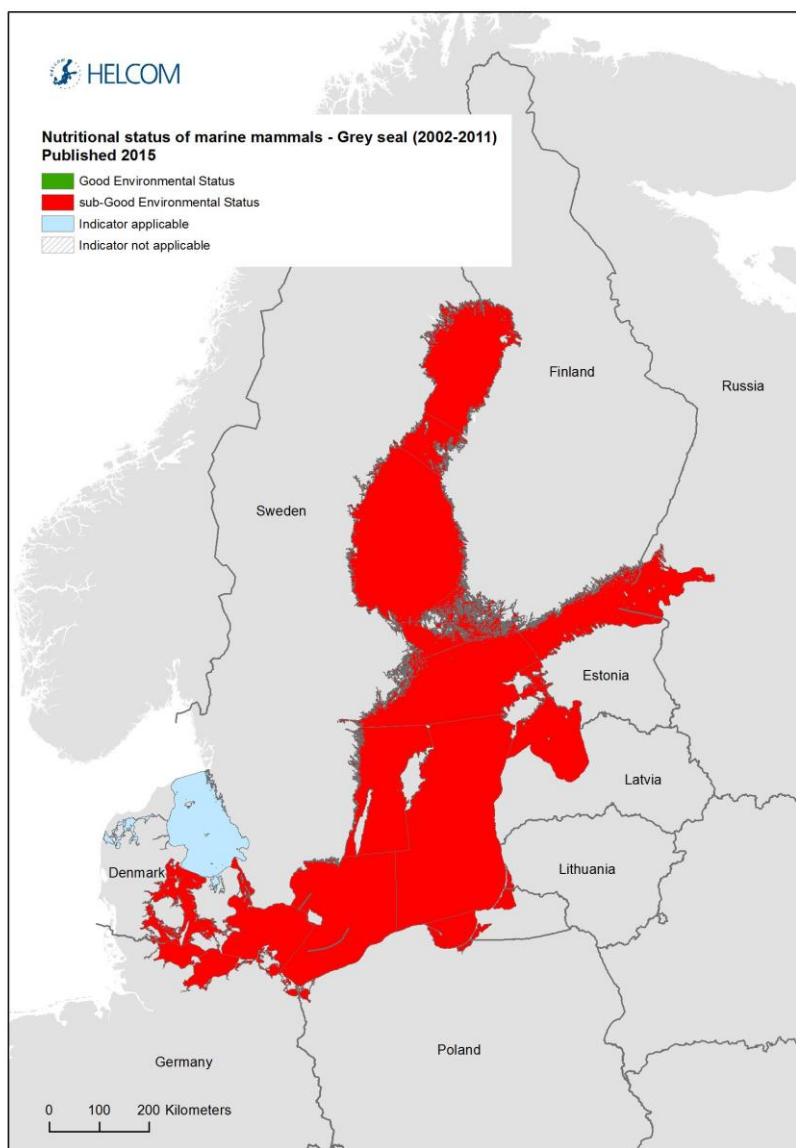 HELCOM
Nutritional status of marine mammals - Grey seal (2002-2011)
Published 2015
Good Environmental Status
sub-Good Environmental Status
Indicator applicable
Indicator not applicable
Finland
Russia
Sweden
Estonia
Latvia
Denmark
Lithuania
Poland
Germany
0 100 200 Kilometers